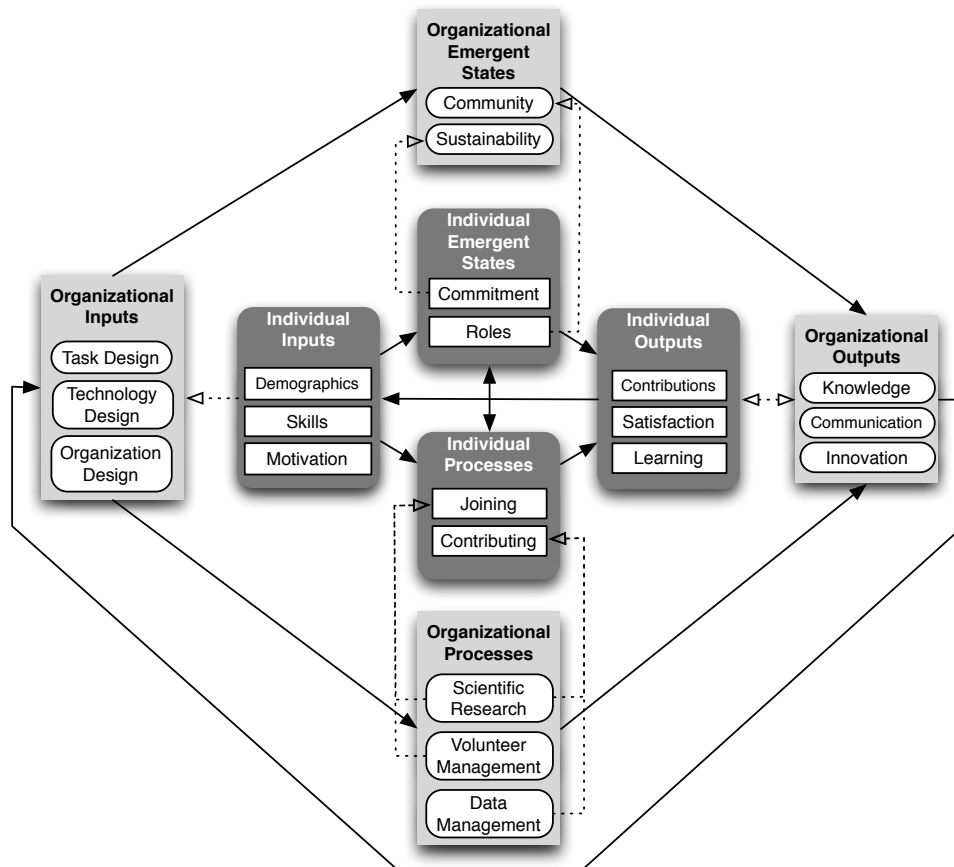 Organizational
Emergent
States
Community
Sustainability
Individual
Emergent
States
Commitment
Roles
Organizational
Inputs
Task Design
Technology
Design
Organization
Design
Individual
Inputs
Demographics
Skills
Motivation
Individual
Outputs
Contributions
Satisfaction
Learning
Organizational
Outputs
Knowledge
Communication
Innovation
Individual
Processes
Joining
Contributing
Organizational
Processes
Scientific
Research
Volunteer
Management
Data
Management